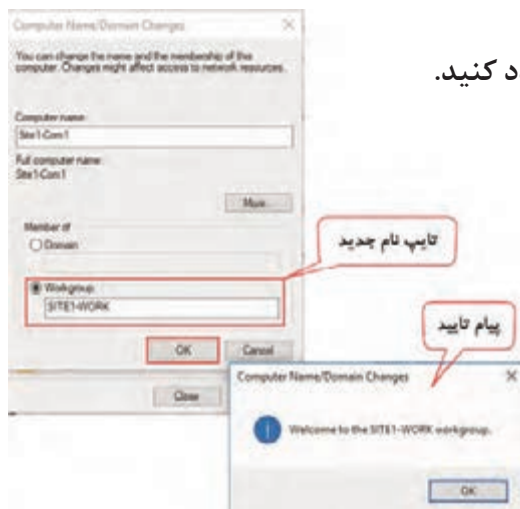 Computer Name/Domain Changes
You can change the name and the membership of this
computer. Changes might affect access to network resources.
د کنید.
Computer name:
Site1-Com1
Full computer name:
Site1-Com1
More...
Member of
Domain
تایپ نام جدید
Workgroup:
SITE1-WORK
OK
Cancel
پیام تایید
Close
Computer Name/Domain Changes
Welcome to the SITE1-WORK workgroup.
OK